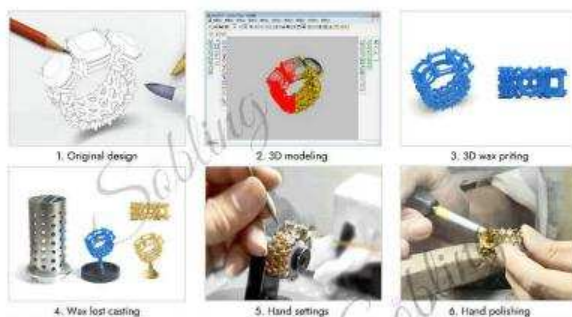 1. Original design
2. 3D modeling
3. 3D wax priting
Sobling
4. Wax lost casting
5. Hand settings
6. Hand polishing
Sobling